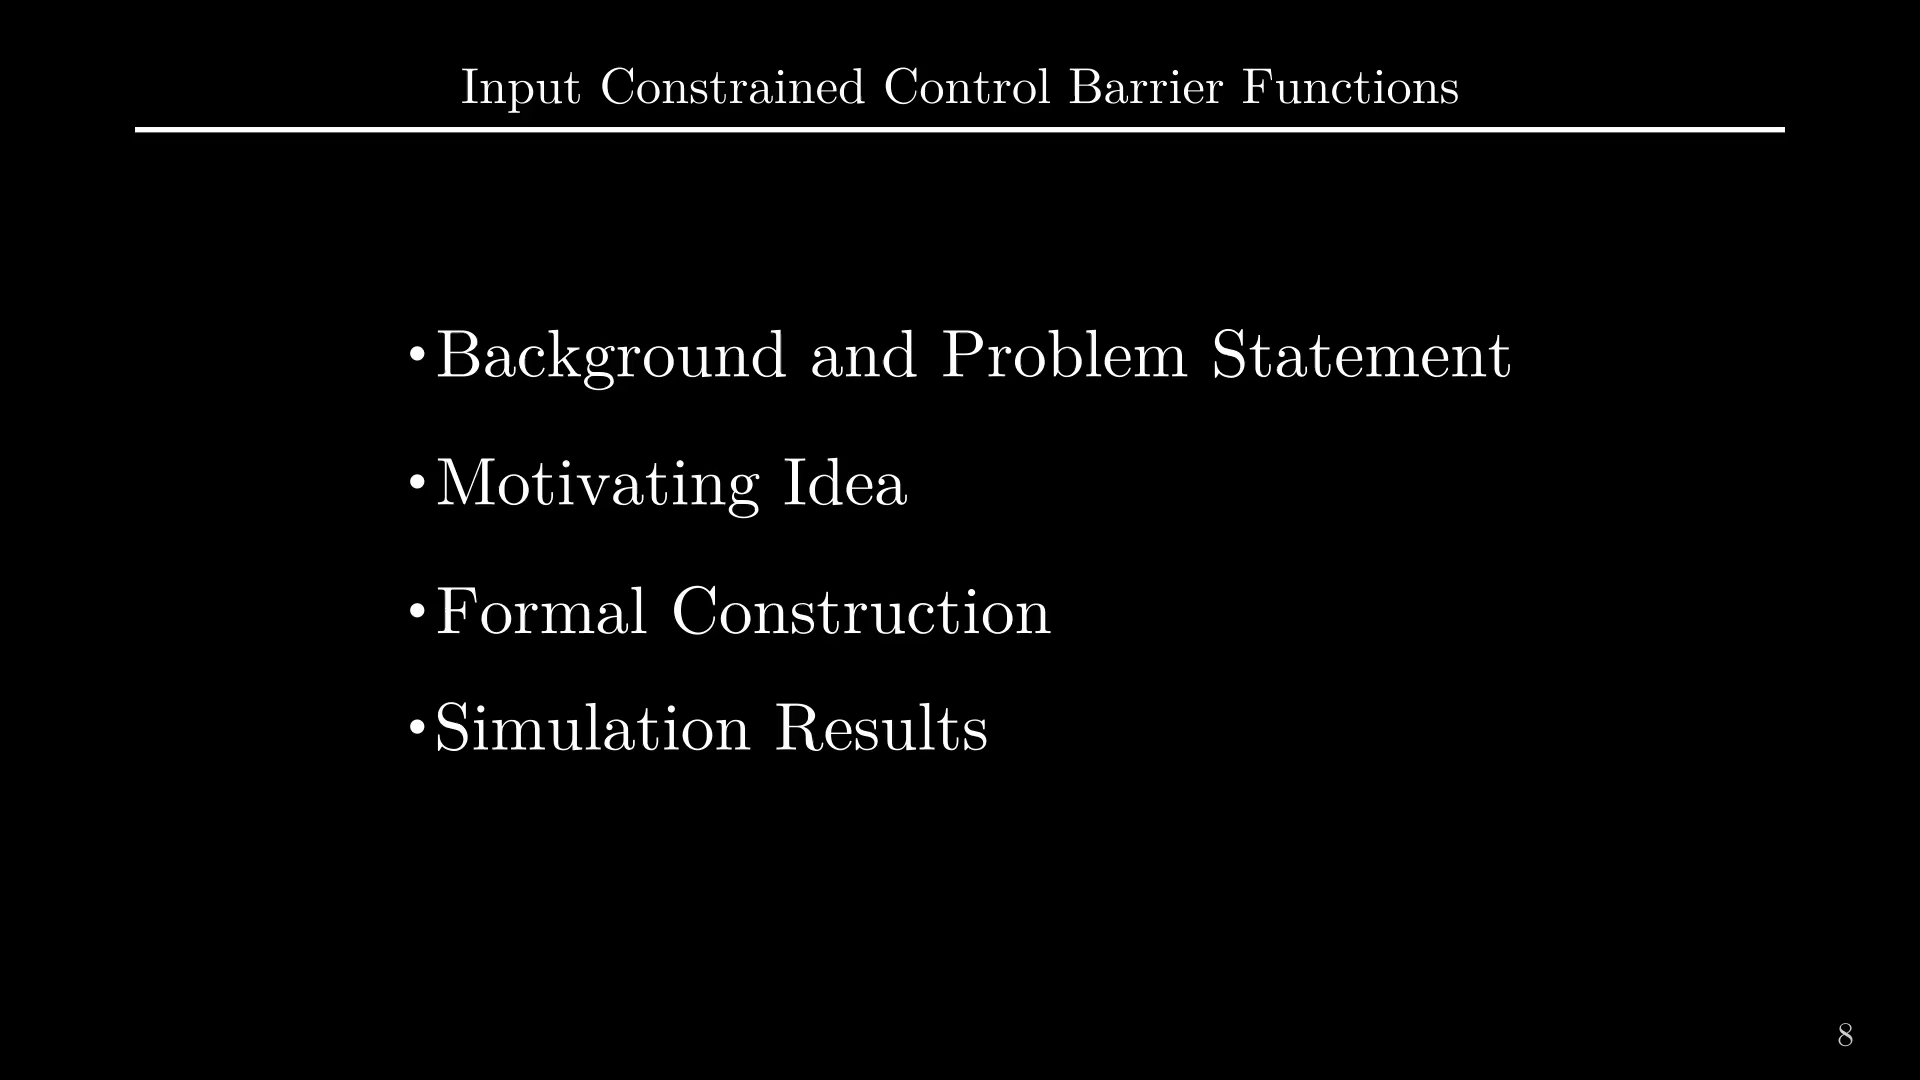 Input Constrained Control Barrier Functions
•Background and Problem Statement
•Motivating Idea
•Formal Construction
•Simulation Results
8